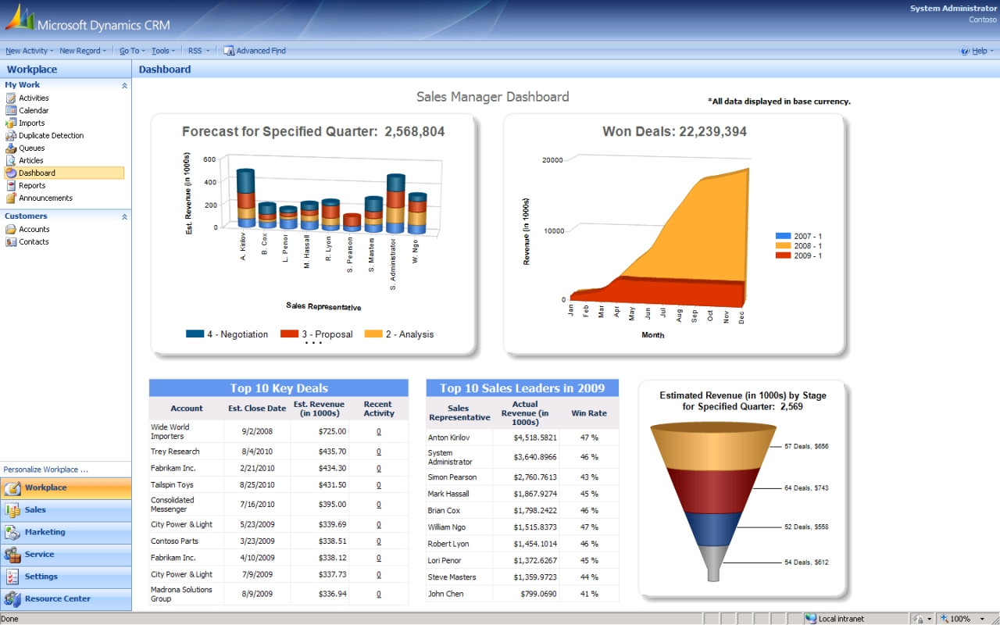 Microsoft Dynamics CRM
System Administrator
Contoso
New Activity New Record Go To Tools RSS Advanced Find Help
Workplace
Dashboard
My Work
Activities
Calendar
Imports
Duplicate Detection
Queues
Articles
Dashboard
Reports
Announcements
Customers
Accounts
Contacts
Personalize Workplace ...
Workplace
Sales
Marketing
Service
Settings
Resource Center
Sales Manager Dashboard
*All data displayed in base currency.
Forecast for Specified Quarter: 2,568,804
Est. Revenue (in 1000s)
600
400
200
0
A. Kirilov
B. Cox
L. Penor
M. Hassall
R. Lyon
S. Pearson
S. Masters
S. Administrator
W. Ngo
Sales Representative
4 - Negotiation 3 - Proposal 2 - Analysis
Won Deals: 22,239,394
Revenue (in 1000s)
20000
10000
0
Jan Feb Mar Apr May Jun Jul Aug Sep Oct Nov Dec
Month
2007 - 1
2008 - 1
2009 - 1
Top 10 Key Deals
Account Est. Close Date Est. Revenue (in 1000s) Recent Activity
Wide World Importers 9/2/2008 $725.00 0
Trey Research 8/4/2010 $435.70 0
Fabrikam Inc. 2/21/2010 $434.30 0
Tailspin Toys 8/25/2010 $431.50 0
Consolidated Messenger 7/16/2010 $395.00 0
City Power & Light 5/23/2009 $339.69 0
Contoso Parts 3/23/2009 $338.51 0
Fabrikam Inc. 4/10/2009 $338.12 0
City Power & Light 7/9/2009 $337.73 0
Madrona Solutions Group 8/9/2009 $336.94 0
Top 10 Sales Leaders in 2009
Sales Representative Actual Revenue (in 1000s) Win Rate
Anton Kirilov $4,518.5821 47 %
System Administrator $3,640.8966 46 %
Simon Pearson $2,760.7613 43 %
Mark Hassall $1,867.9274 45 %
Brian Cox $1,798.2422 46 %
William Ngo $1,515.8373 47 %
Robert Lyon $1,454.1014 46 %
Lori Penor $1,372.6267 45 %
Steve Masters $1,359.9723 44 %
John Chen $799.0690 41 %
Estimated Revenue (in 1000s) by Stage
for Specified Quarter: 2,569
57 Deals, $656
64 Deals, $743
52 Deals, $558
54 Deals, $612
Done
Local intranet
100%